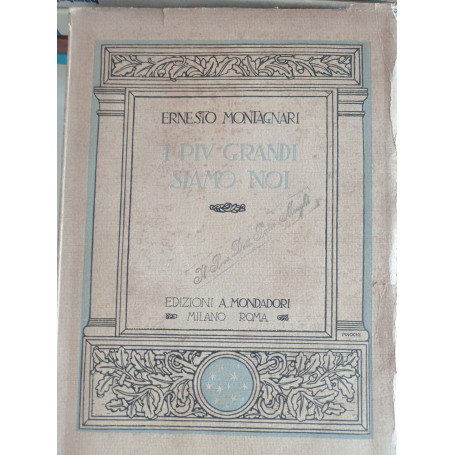 ERNESTO MONTAGNARI
I PIV GRANDI
SIAMO NOI
EDIZIONI A. MONDADORI
MILANO ROMA